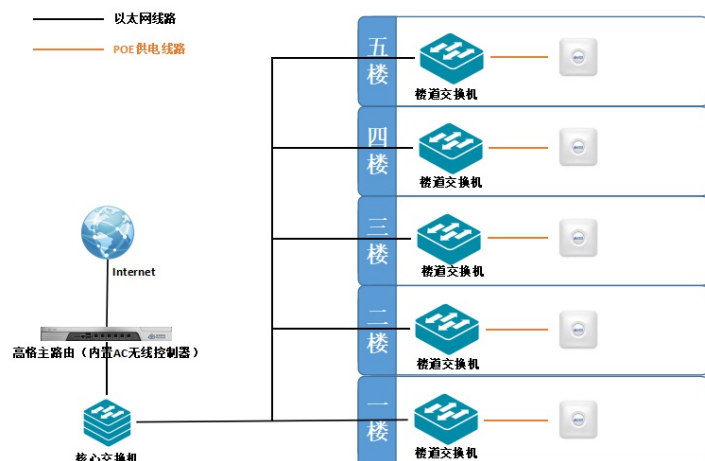 以太网线路
POE供电线路
五楼
楼道交换机
四楼
楼道交换机
三楼
楼道交换机
Internet
二楼
高恪主路由（内置AC无线控制器）
楼道交换机
一楼
核心交换机
楼道交换机